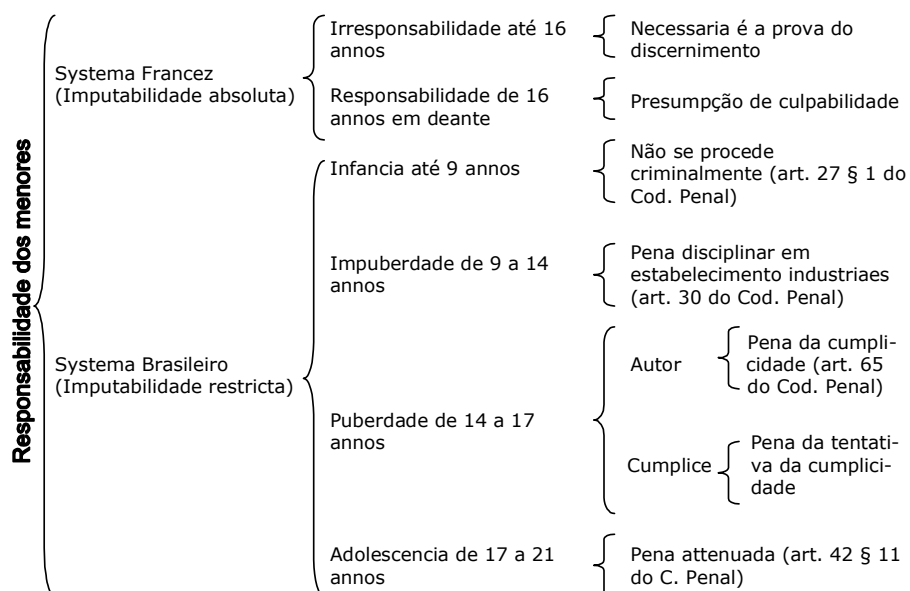 Responsabilidade dos menores
Systema Francez
(Imputabilidade absoluta)
Irresponsabilidade até 16
annos
Necessaria é a prova do
discernimento
Responsabilidade de 16
annos em deante
Presumpção de culpabilidade
Systema Brasileiro
(Imputabilidade restricta)
Infancia até 9 annos
Não se procede
criminalmente (art. 27 § 1 do
Cod. Penal)
Impuberdade de 9 a 14
annos
Pena disciplinar em
estabelecimento industriaes
(art. 30 do Cod. Penal)
Puberdade de 14 a 17
annos
Autor
Pena da cumpli-
cidade (art. 65
do Cod. Penal)
Cumplice
Pena da tentati-
va da cumplici-
dade
Adolescencia de 17 a 21
annos
Pena attenuada (art. 42 § 11
do C. Penal)